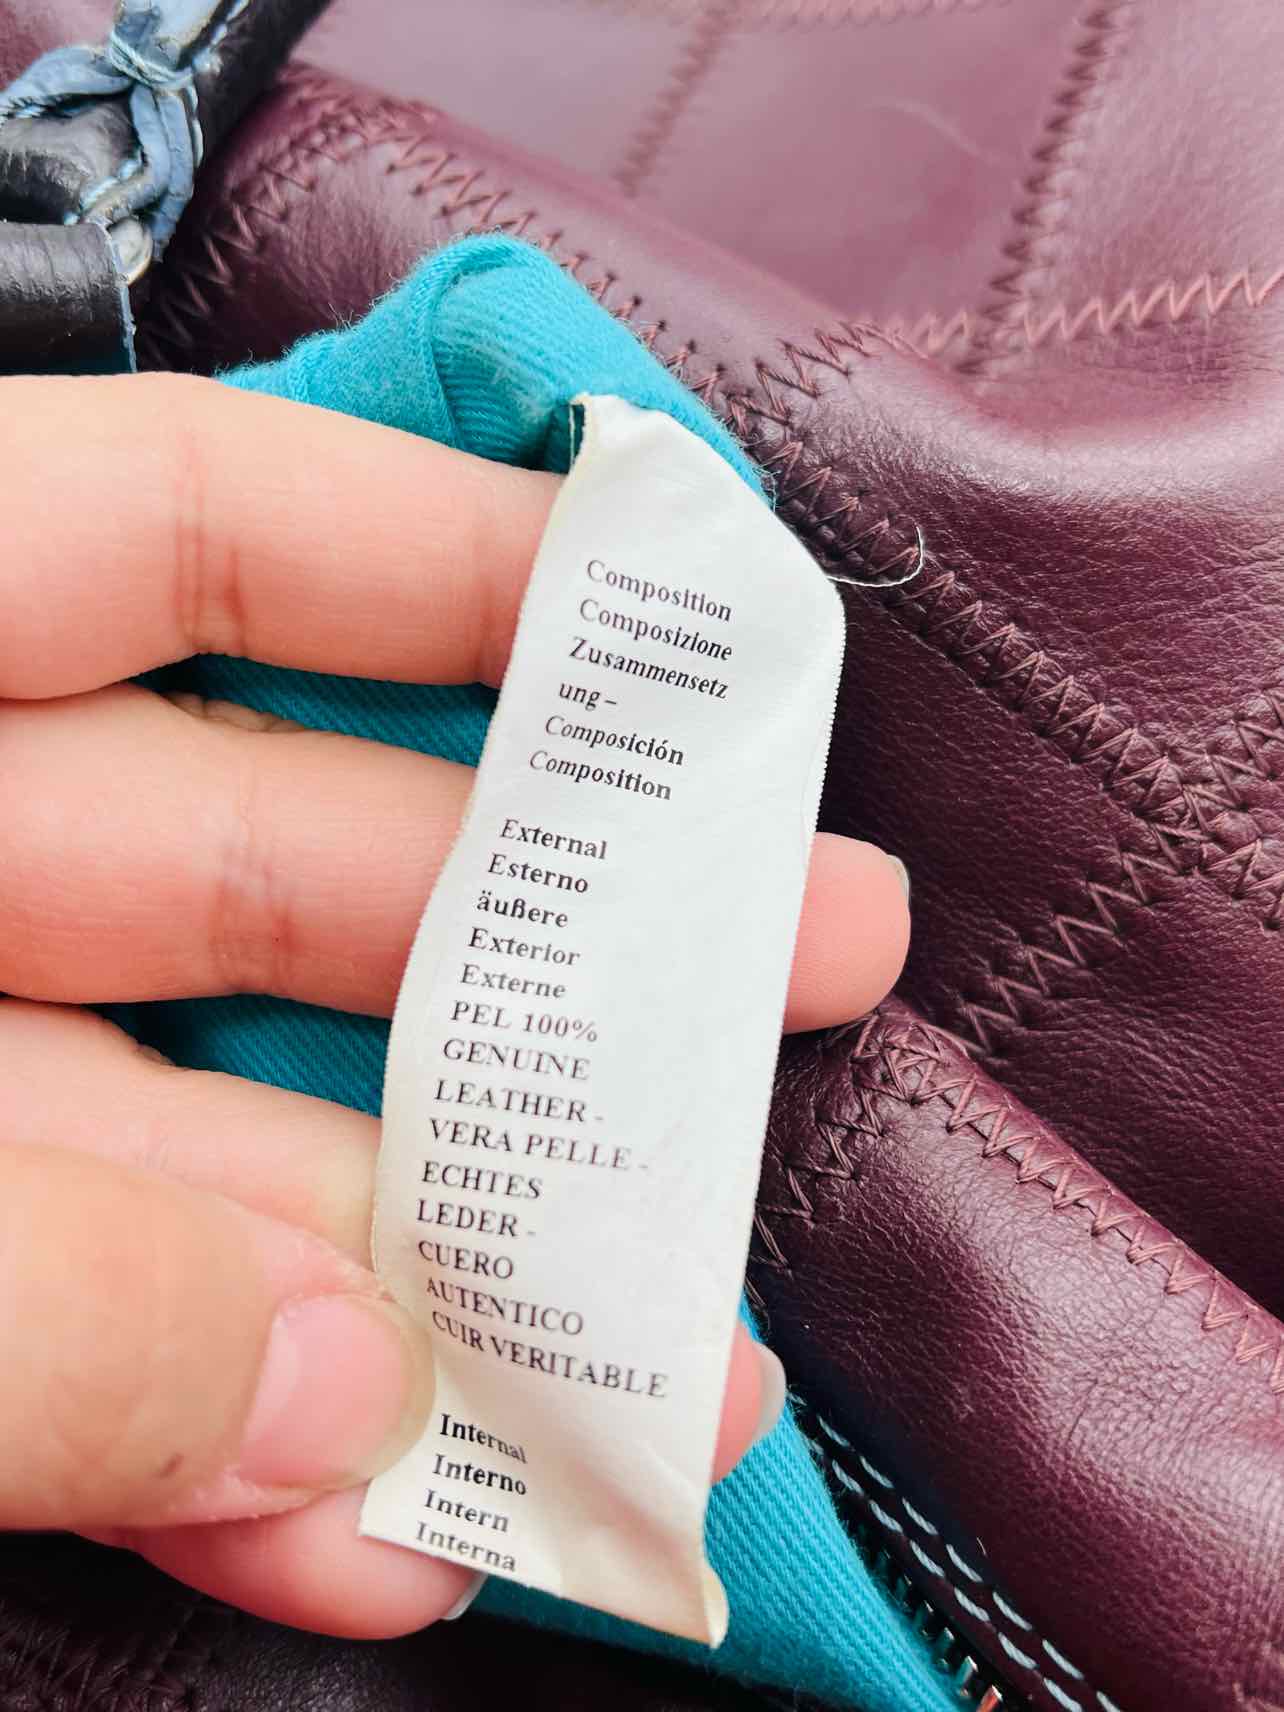 Composition
Composizione
Zusammensetz
ung –
Composición
Composition
External
Esterno
äußere
Exterior
Externe
PEL 100%
GENUINE
LEATHER -
VERA PELLE -
ECHTES
LEDER -
CUERO
AUTENTICO
CUIR VERITABLE
Internal
Interno
Intern
Interna